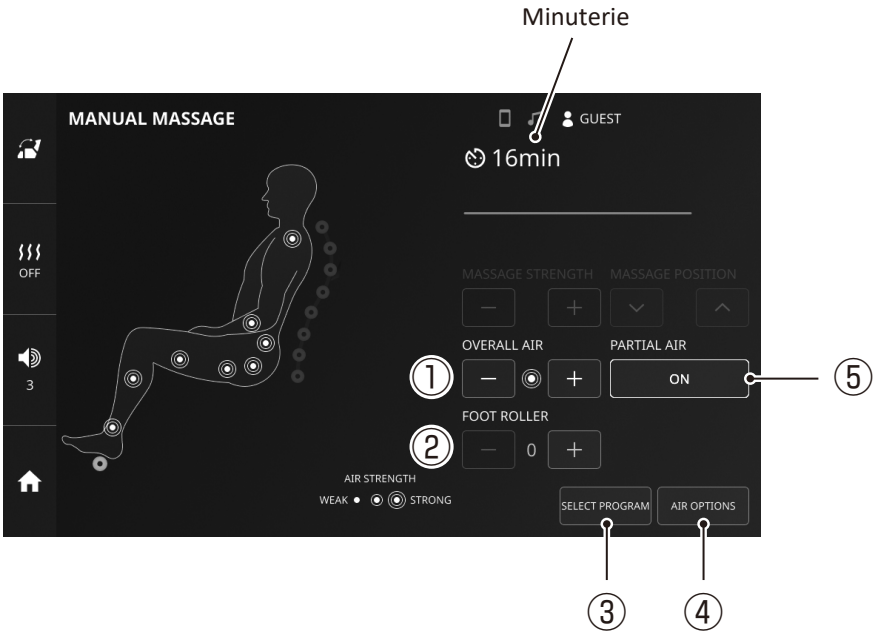 Minuterie
MANUAL MASSAGE
GUEST
16min
OFF
3
MASSAGE STRENGTH MASSAGE POSITION
− +
OVERALL AIR PARTIAL AIR
① − + ON ⑤
FOOT ROLLER
② − 0 +
AIR STRENGTH
WEAK STRONG
SELECT PROGRAM AIR OPTIONS
③ ④